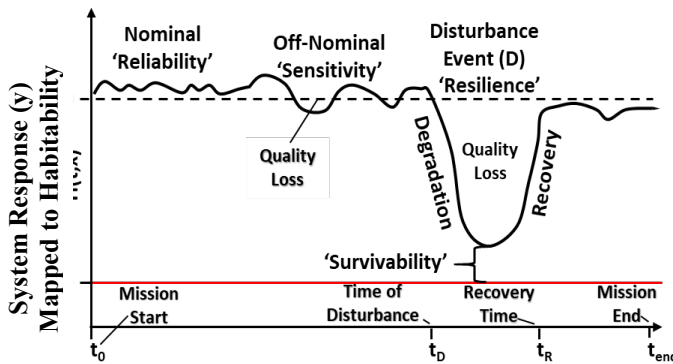 Nominal
'Reliability'
Off-Nominal
'Sensitivity'
Disturbance
Event (D)
'Resilience'
System Response (y)
Mapped to Habitability
Quality
Loss
Degradation
Quality
Loss
Recovery
'Survivability'
Mission
Start
Time of
Disturbance
Recovery
Time
Mission
End
t0
tD
tR
tend